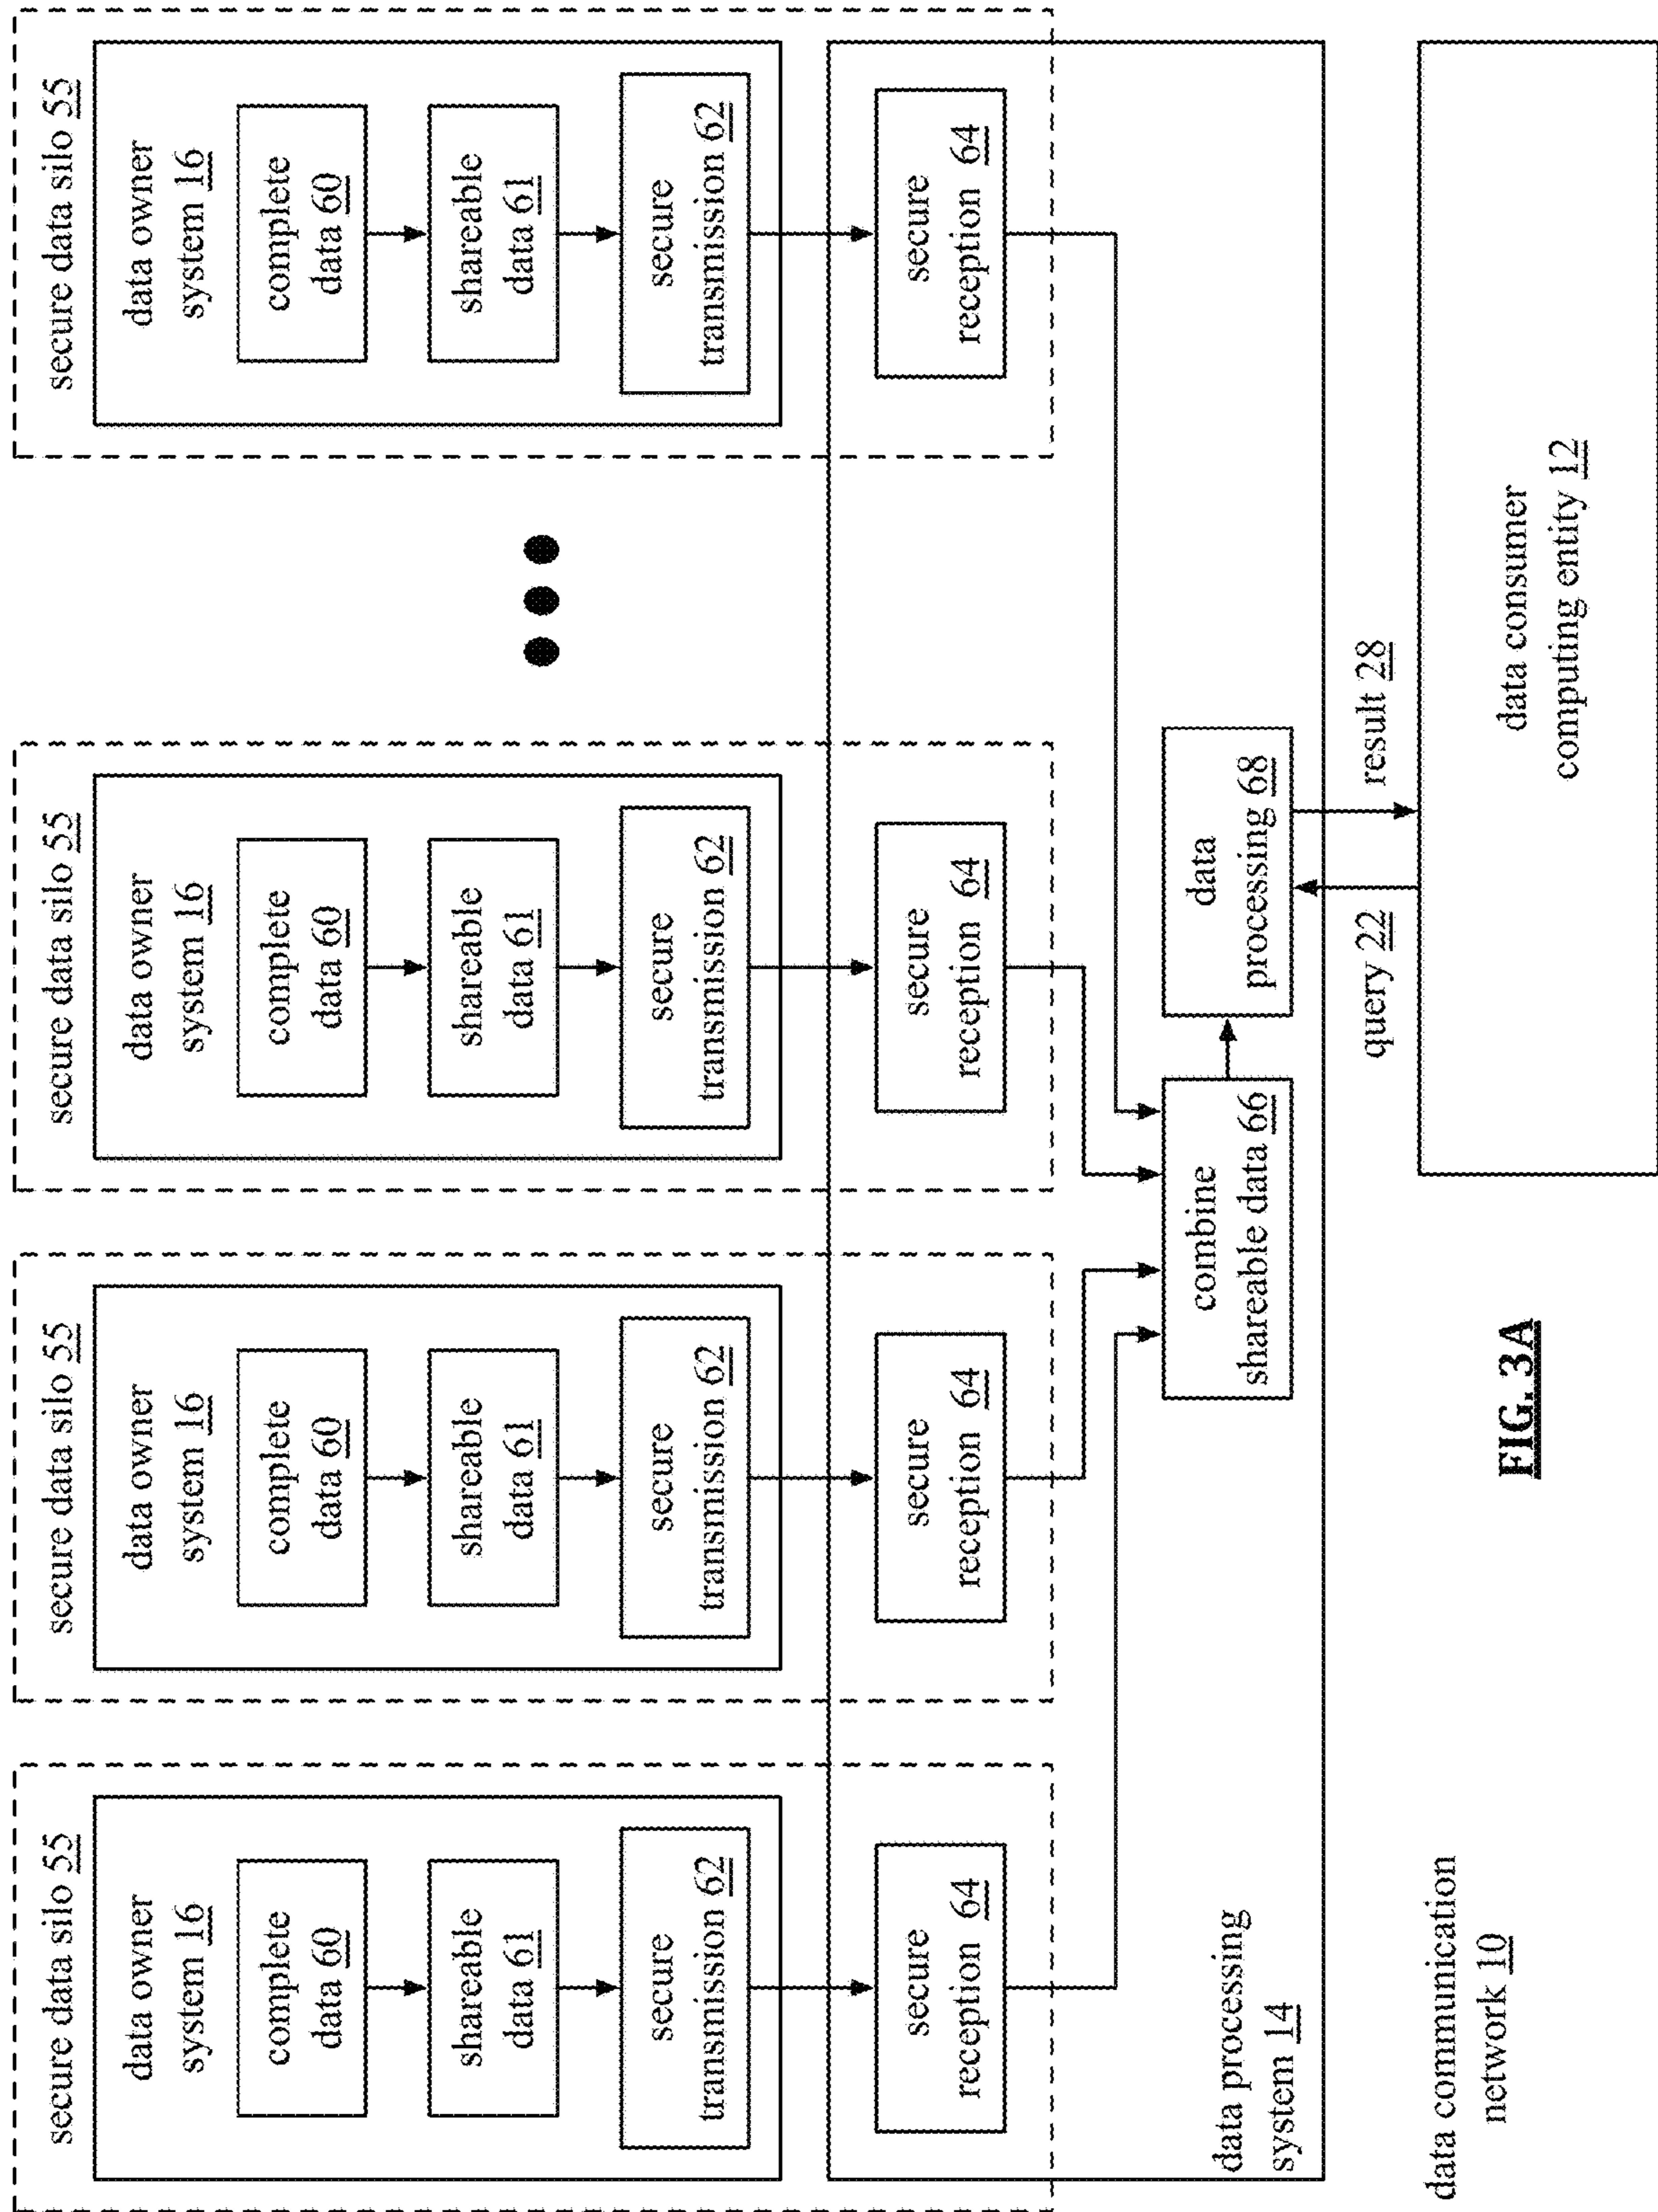 secure data silo 55
data owner
system 16
complete
data 60
shareable
data 61
secure
transmission 62
secure
reception 64
secure data silo 55
data owner
system 16
complete
data 60
shareable
data 61
secure
transmission 62
secure
reception 64
secure data silo 55
data owner
system 16
complete
data 60
shareable
data 61
secure
transmission 62
secure
reception 64
secure data silo 55
data owner
system 16
complete
data 60
shareable
data 61
secure
transmission 62
secure
reception 64
data processing
system 14
combine
shareable data 66
data
processing 68
query 22
result 28
data consumer
computing entity 12
data communication
network 10
FIG. 3A